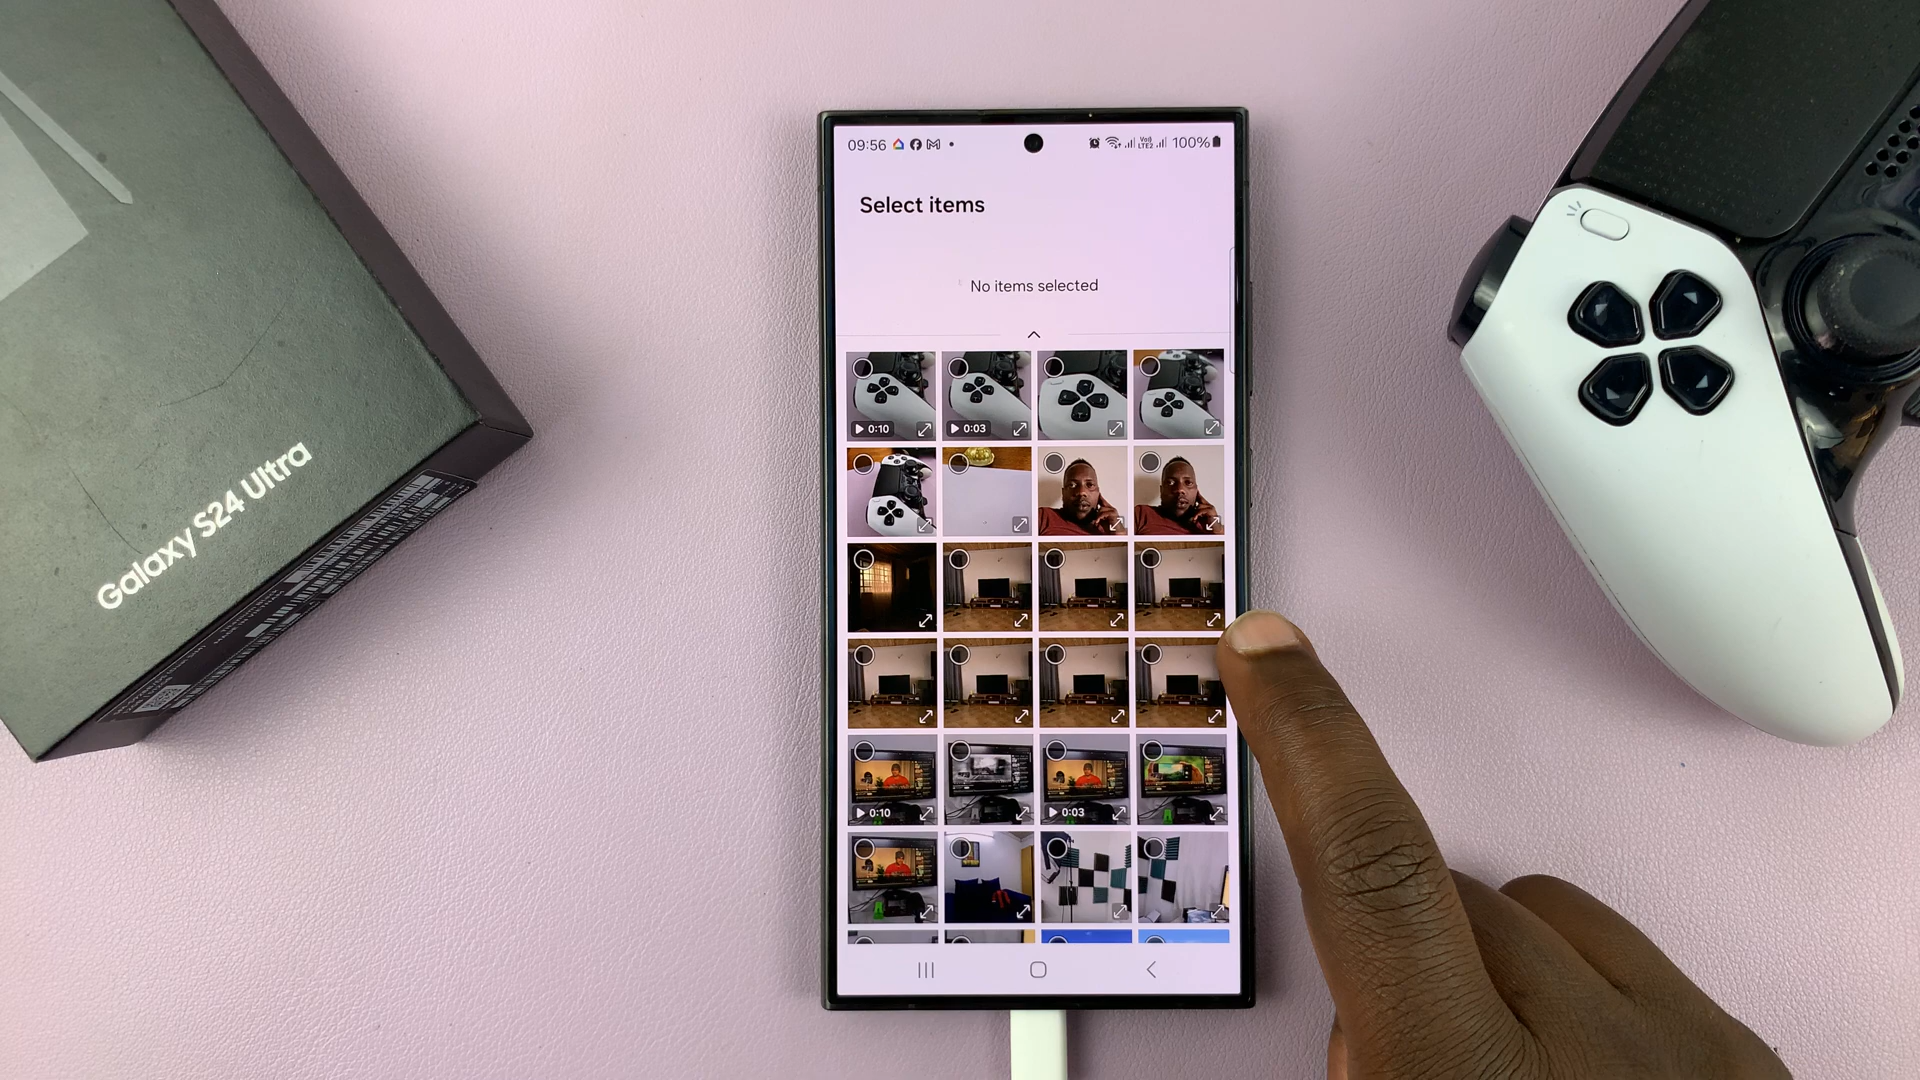 Galaxy S24 Ultra
09:56
100%
Select items
No items selected
0:10
0:03
0:10
0:03